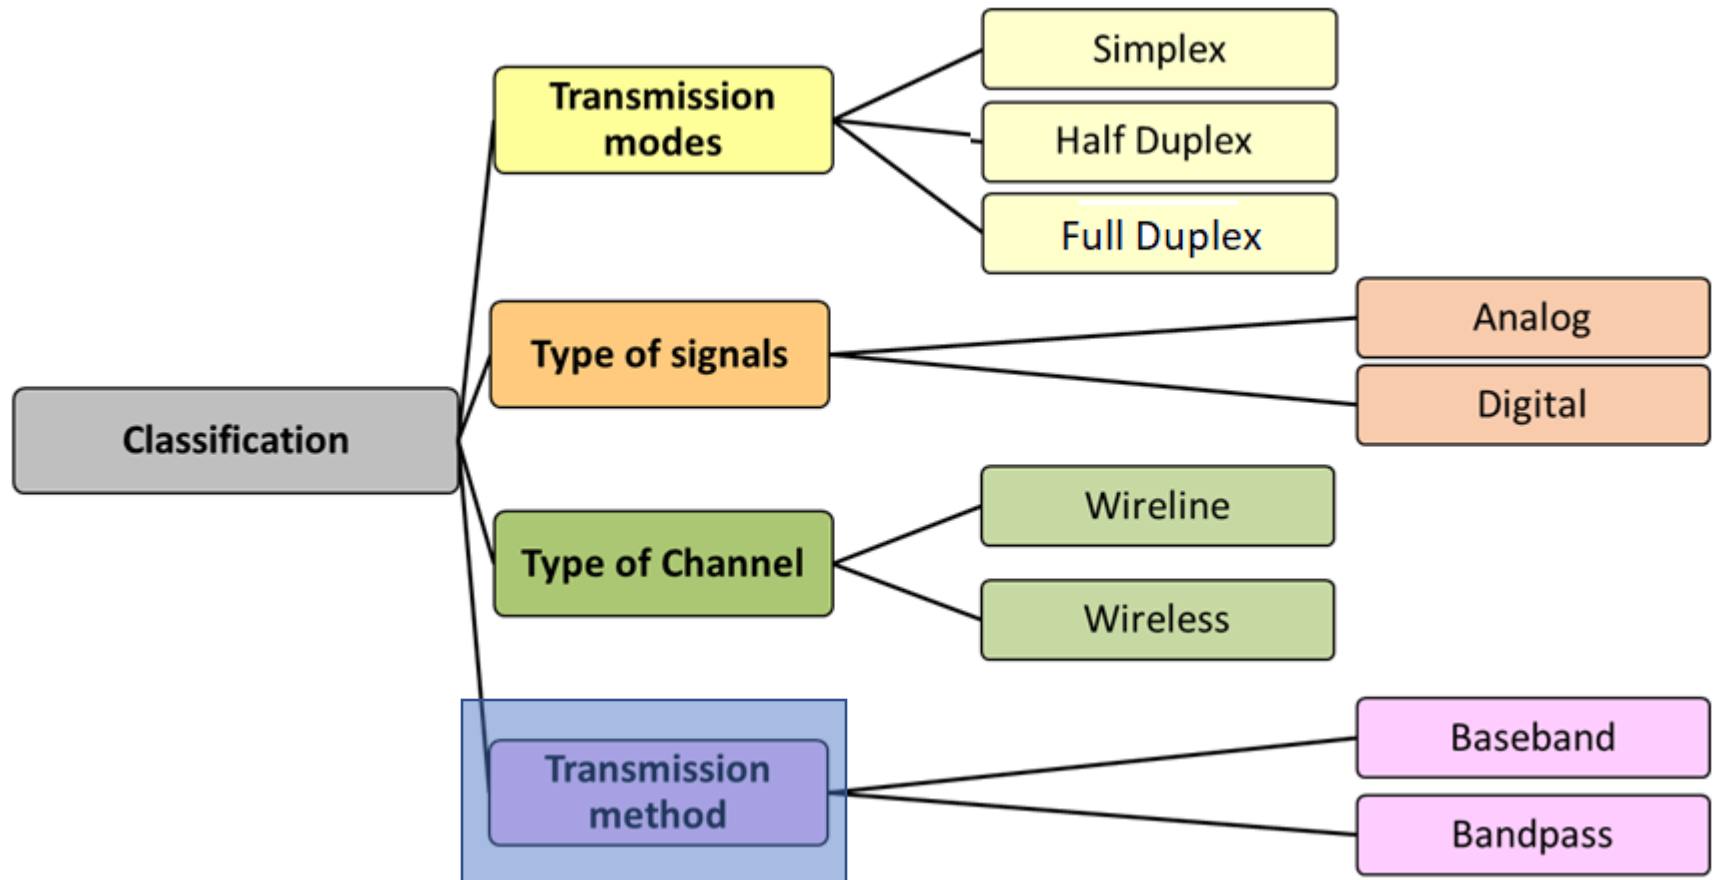 Simplex
Transmission
modes
Half Duplex
Full Duplex
Analog
Type of signals
Digital
Classification
Wireline
Type of Channel
Wireless
Baseband
Transmission
method
Bandpass